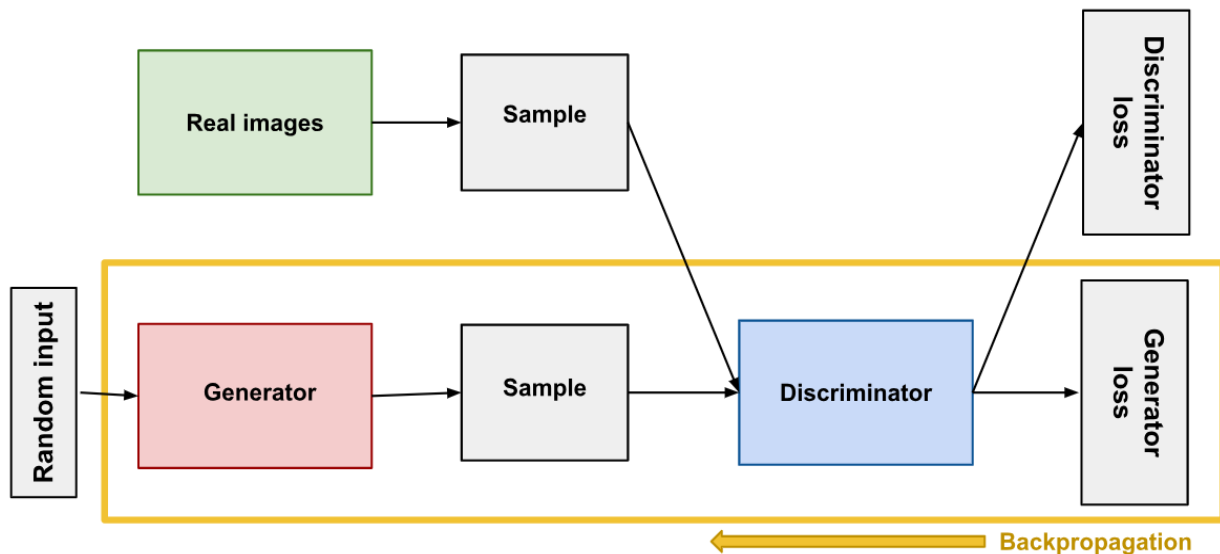 Real images
Sample
Discriminator
loss
Random input
Generator
Sample
Discriminator
Generator
loss
Backpropagation